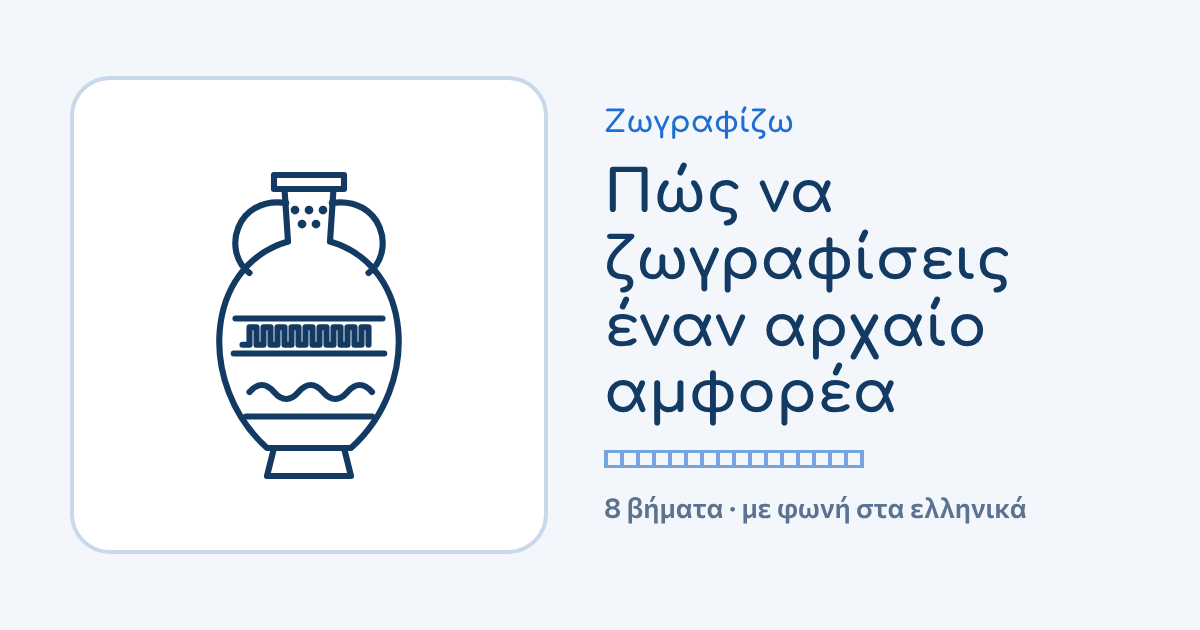 Ζωγραφίζω
Πώς να
ζωγραφίσεις
έναν αρχαίο
αμφορέα
8 βήματα · με φωνή στα ελληνικά